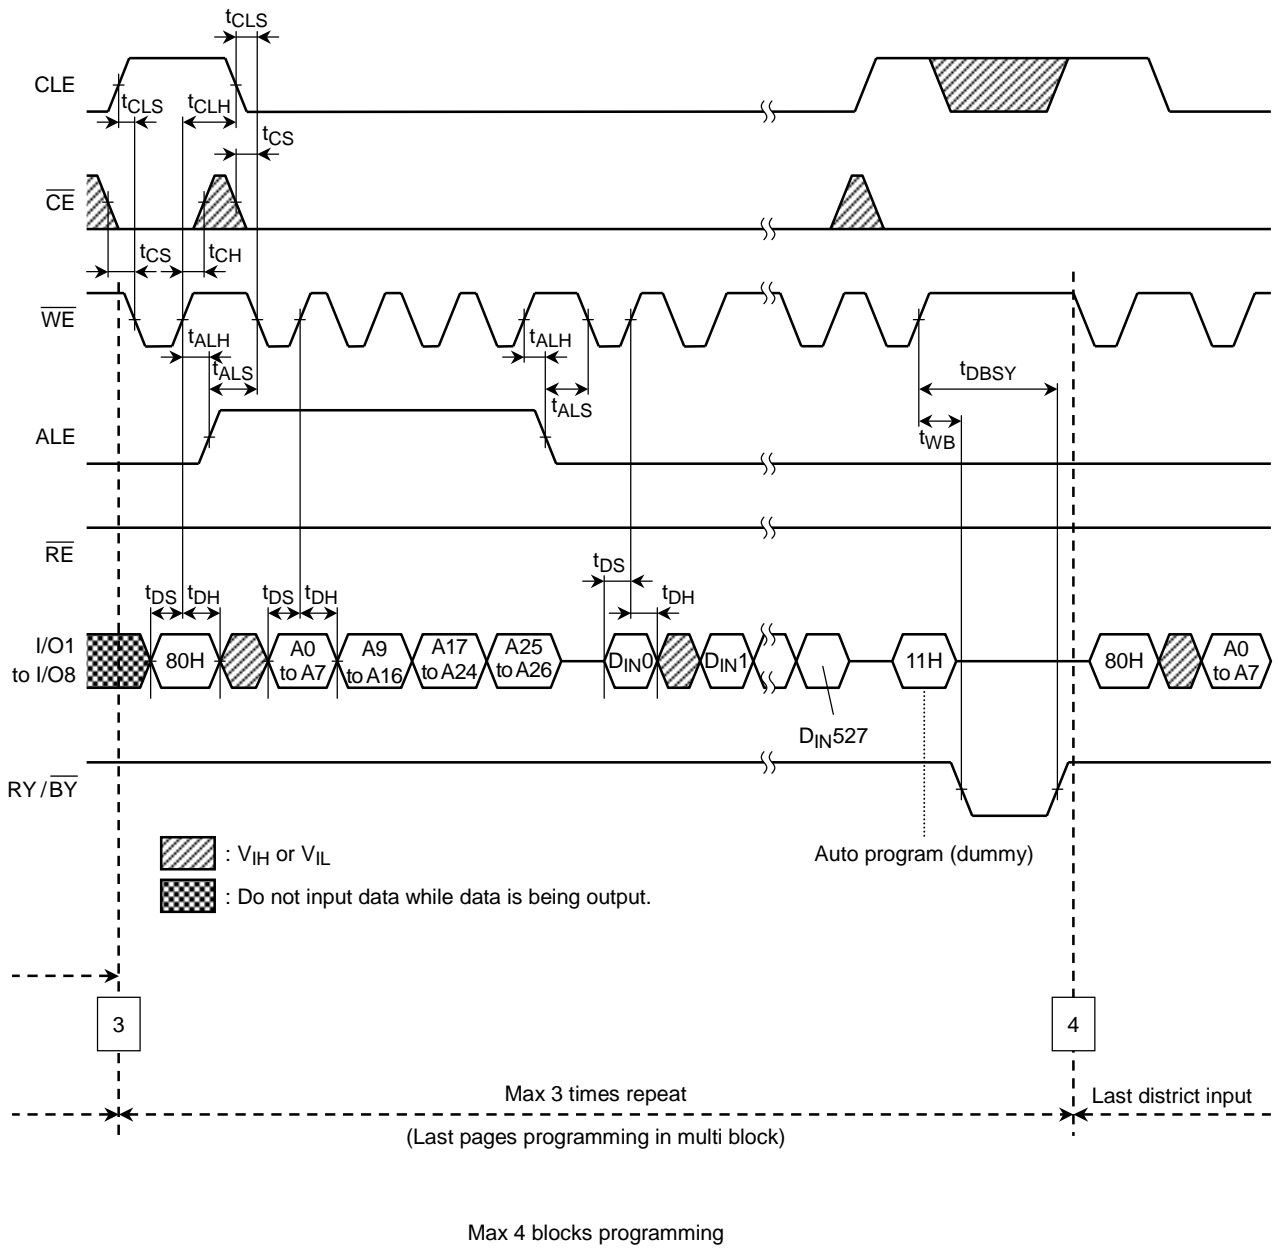 tCLS
CLE
tCLS
tCLH
tCS
CE
tCS
tCH
WE
tALH
tALH
tALS
tDBSY
tALS
ALE
tWB
RE
tDS
tDS
tDH
tDS
tDH
tDH
I/O1
to I/O8
80H
A0
to A7
A9
to A16
A17
to A24
A25
to A26
DIN0
DIN1
11H
80H
A0
to A7
DIN527
RY/BY
: VIH or VIL
Auto program (dummy)
: Do not input data while data is being output.
3
4
Max 3 times repeat
Last district input
(Last pages programming in multi block)
Max 4 blocks programming